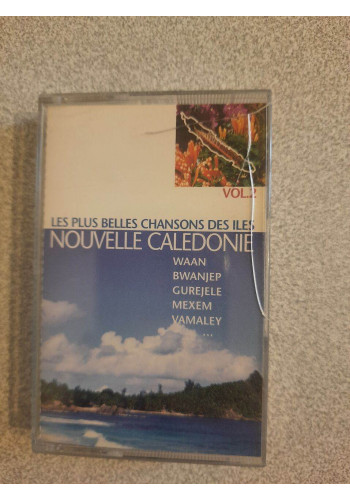 VOL.2
LES PLUS BELLES CHANSONS DES ILES
NOUVELLE CALEDONIE
WAAN
BWANJEP
GUREJELE
MEXEM
VAMALEY
...